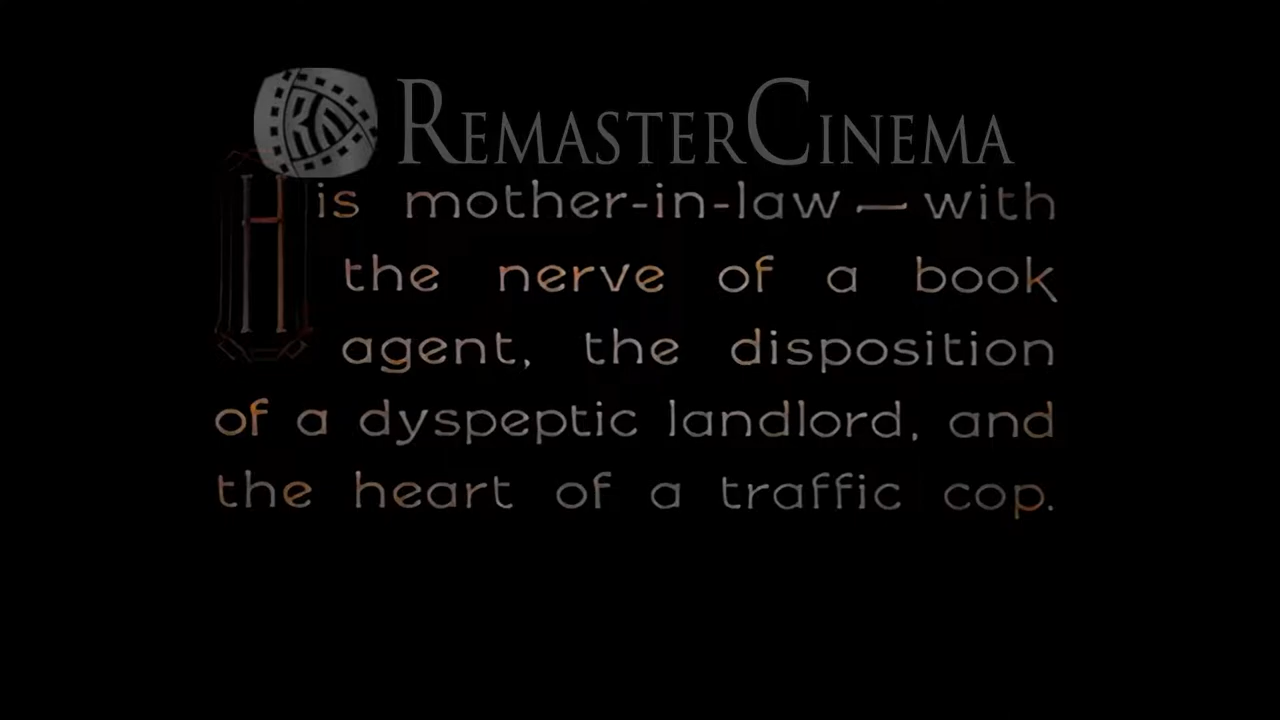 REMASTERCINEMA
His mother-in-law — with
the nerve of a book
agent, the disposition
of a dyspeptic landlord, and
the heart of a traffic cop.